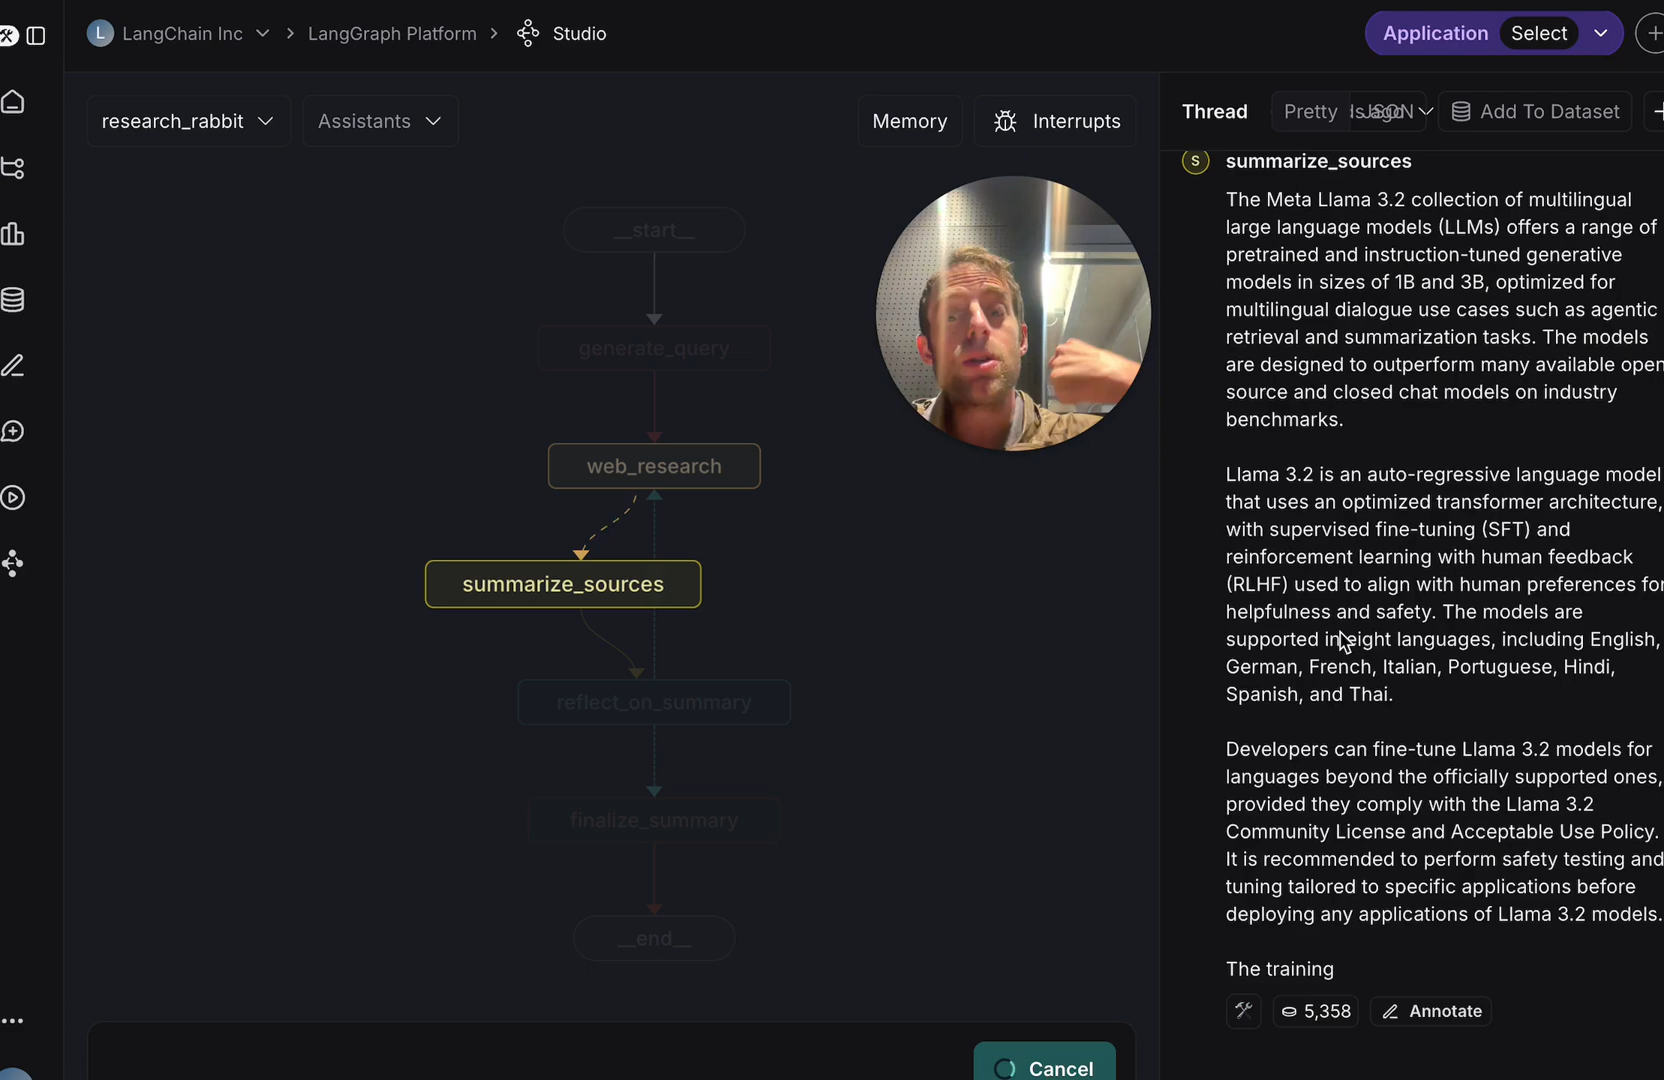 L LangChain Inc > LangGraph Platform > Studio
Application Select
research_rabbit
Assistants
Memory
Interrupts
__start__
generate_query
web_research
summarize_sources
reflect_on_summary
finalize_summary
__end__
Cancel
Thread
Pretty
JSON
Add To Dataset
S summarize_sources
The Meta Llama 3.2 collection of multilingual
large language models (LLMs) offers a range of
pretrained and instruction-tuned generative
models in sizes of 1B and 3B, optimized for
multilingual dialogue use cases such as agentic
retrieval and summarization tasks. The models
are designed to outperform many available open
source and closed chat models on industry
benchmarks.
Llama 3.2 is an auto-regressive language model
that uses an optimized transformer architecture,
with supervised fine-tuning (SFT) and
reinforcement learning with human feedback
(RLHF) used to align with human preferences for
helpfulness and safety. The models are
supported in eight languages, including English,
German, French, Italian, Portuguese, Hindi,
Spanish, and Thai.
Developers can fine-tune Llama 3.2 models for
languages beyond the officially supported ones,
provided they comply with the Llama 3.2
Community License and Acceptable Use Policy.
It is recommended to perform safety testing and
tuning tailored to specific applications before
deploying any applications of Llama 3.2 models.
The training
5,358
Annotate